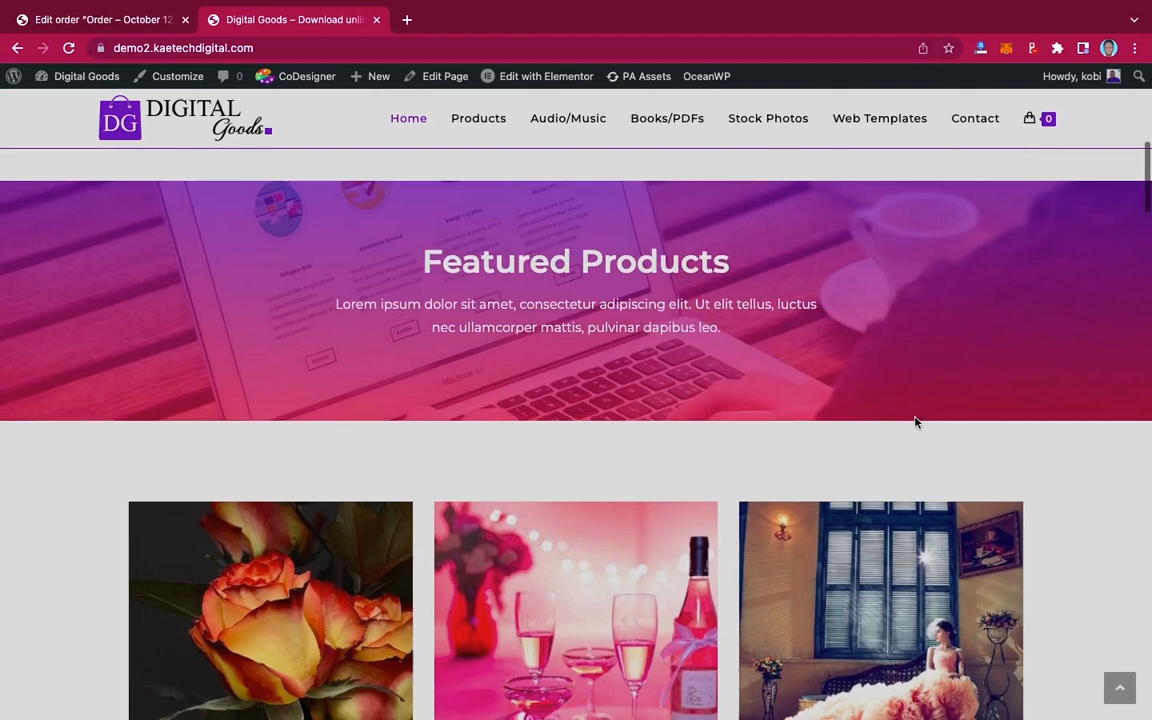 Edit order “Order – October 12
Digital Goods – Download unli
demo2.kaetechdigital.com
Digital Goods
Customize
0
CoDesigner
New
Edit Page
Edit with Elementor
PA Assets
OceanWP
Howdy, kobi
DG DIGITAL
Goods
Home
Products
Audio/Music
Books/PDFs
Stock Photos
Web Templates
Contact
0
Featured Products
Lorem ipsum dolor sit amet, consectetur adipiscing elit. Ut elit tellus, luctus
nec ullamcorper mattis, pulvinar dapibus leo.